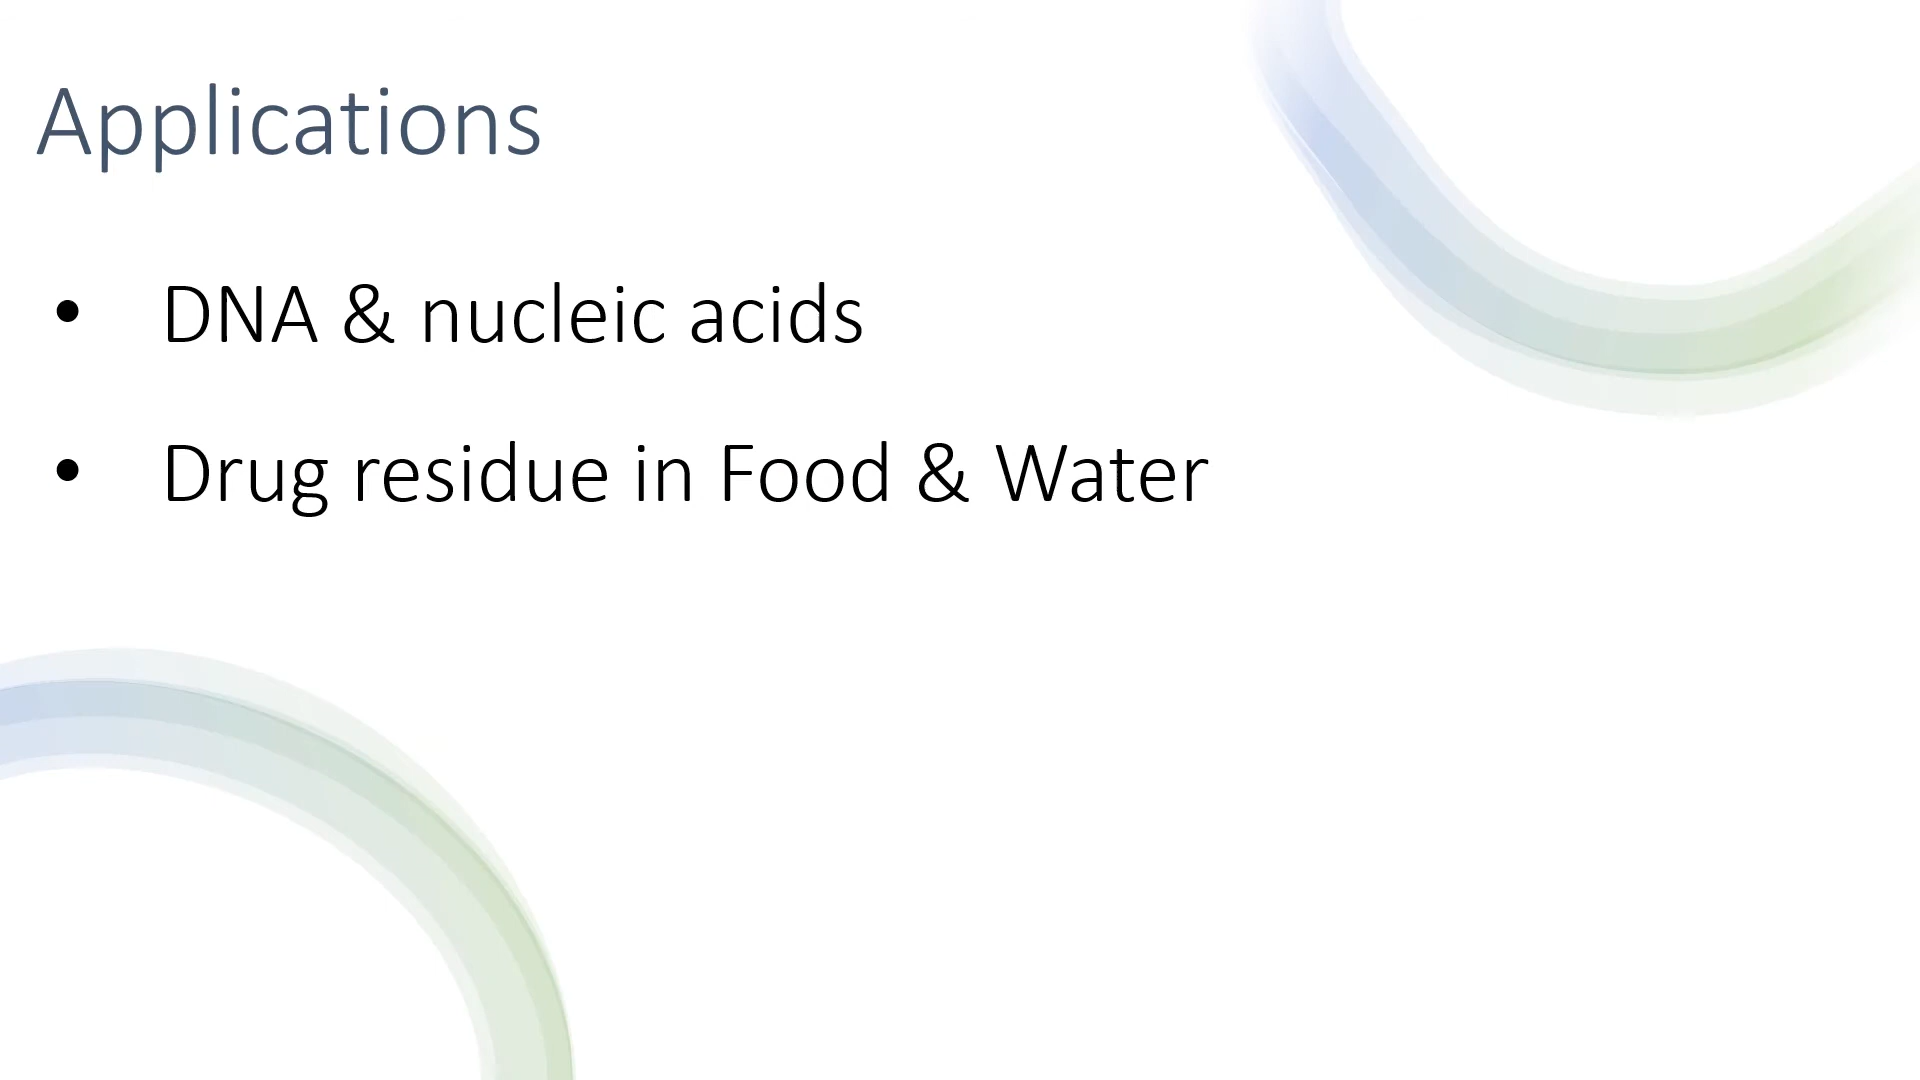 Applications
• DNA & nucleic acids
• Drug residue in Food & Water